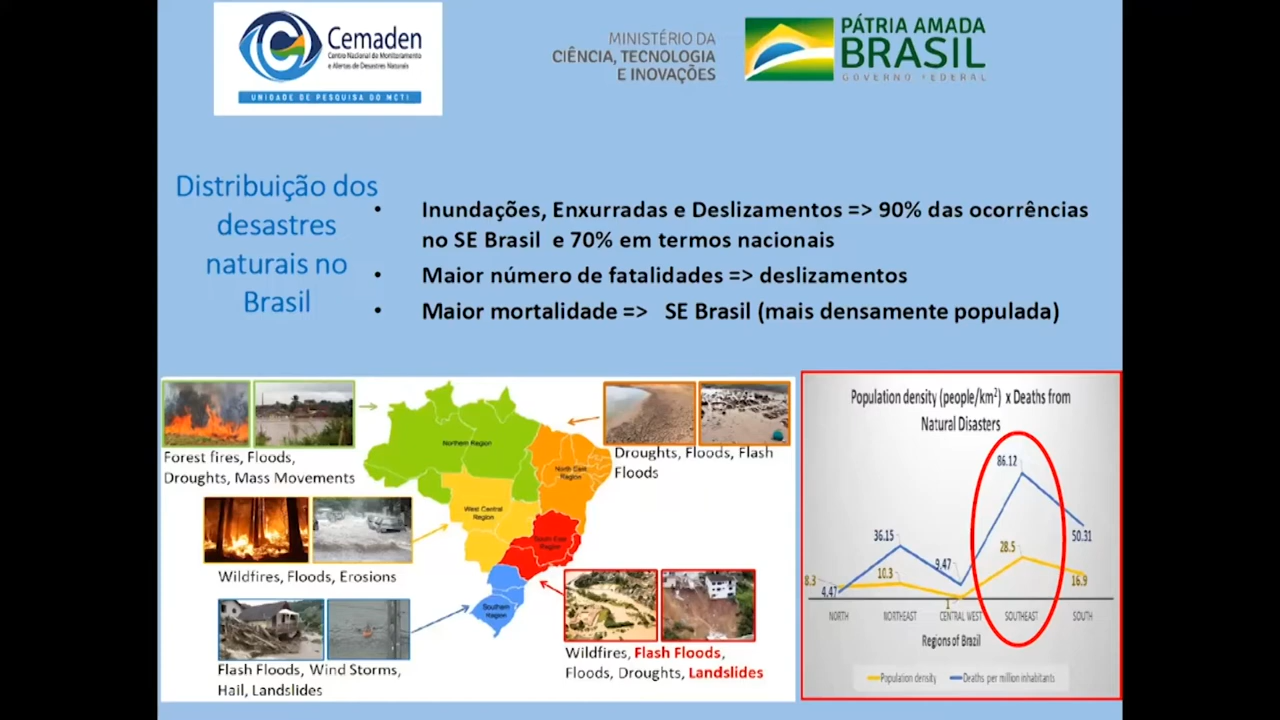 Cemaden
Centro Nacional de Monitoramento
e Alertas de Desastres Naturais
UNIDADE DE PESQUISA DO MCTI
MINISTÉRIO DA
CIÊNCIA, TECNOLOGIA
E INOVAÇÕES
PÁTRIA AMADA
BRASIL
GOVERNO FEDERAL
Distribuição dos
desastres
naturais no
Brasil
• Inundações, Enxurradas e Deslizamentos => 90% das ocorrências
no SE Brasil e 70% em termos nacionais
• Maior número de fatalidades => deslizamentos
• Maior mortalidade => SE Brasil (mais densamente populada)
Forest fires, Floods,
Droughts, Mass Movements
Northern Region
Droughts, Floods, Flash
Floods
North East
Region
West Central
Region
Wildfires, Floods, Erosions
South East
Region
Southern
Region
Flash Floods, Wind Storms,
Hail, Landslides
Wildfires, Flash Floods,
Floods, Droughts, Landslides
Population density (people/km²) x Deaths from
Natural Disasters
86.12
36.15
50.31
28.5
9.47
10.3
8.3
16.9
4.47
1
NORTH NORTHEAST CENTRAL WEST SOUTHEAST SOUTH
Regions of Brazil
Population density Deaths per million inhabitants